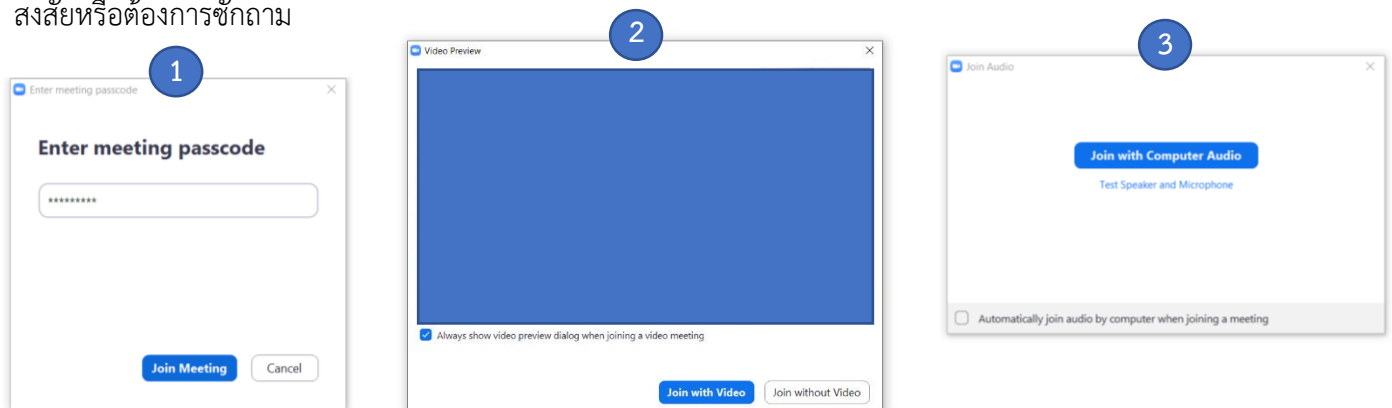 สงสัยหรือต้องการซักถาม
1
Enter meeting passcode
Enter meeting passcode
*********
Join Meeting
Cancel
2
Video Preview
Always show video preview dialog when joining a video meeting
Join with Video
Join without Video
3
Join Audio
Join with Computer Audio
Test Speaker and Microphone
Automatically join audio by computer when joining a meeting